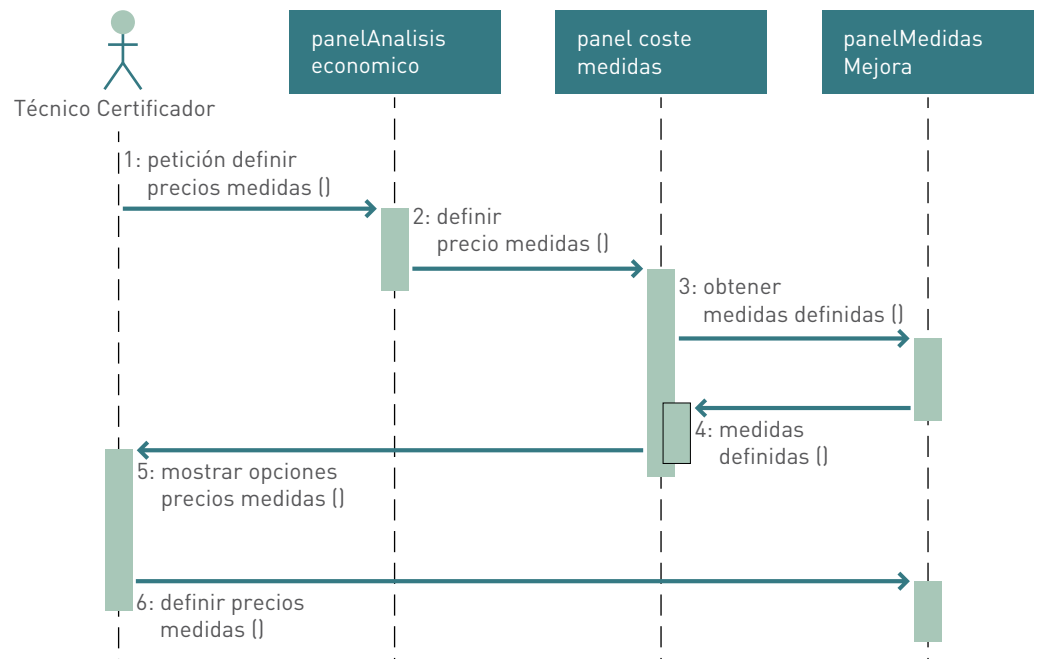 panelAnalisis
economico
panel coste
medidas
panelMedidas
Mejora
Técnico Certificador
1: petición definir
precios medidas ()
2: definir
precio medidas ()
3: obtener
medidas definidas ()
4: medidas
definidas ()
5: mostrar opciones
precios medidas ()
6: definir precios
medidas ()